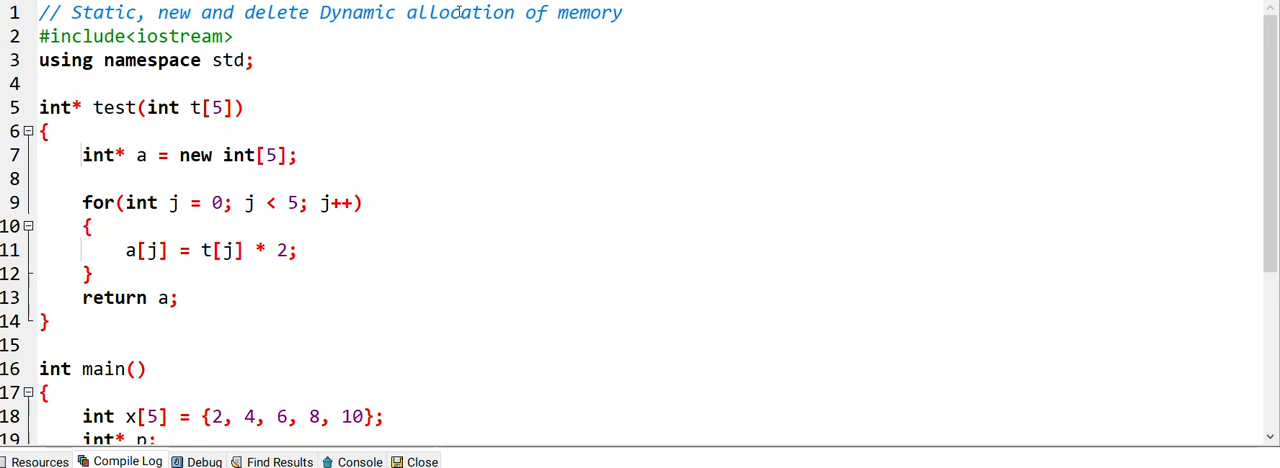 1 // Static, new and delete Dynamic allocation of memory
2 #include<iostream>
3 using namespace std;
4
5 int* test(int t[5])
6 {
7     int* a = new int[5];
8
9     for(int j = 0; j < 5; j++)
10     {
11         a[j] = t[j] * 2;
12     }
13     return a;
14 }
15
16 int main()
17 {
18     int x[5] = {2, 4, 6, 8, 10};
19     int* p;
Resources Compile Log Debug Find Results Console Close